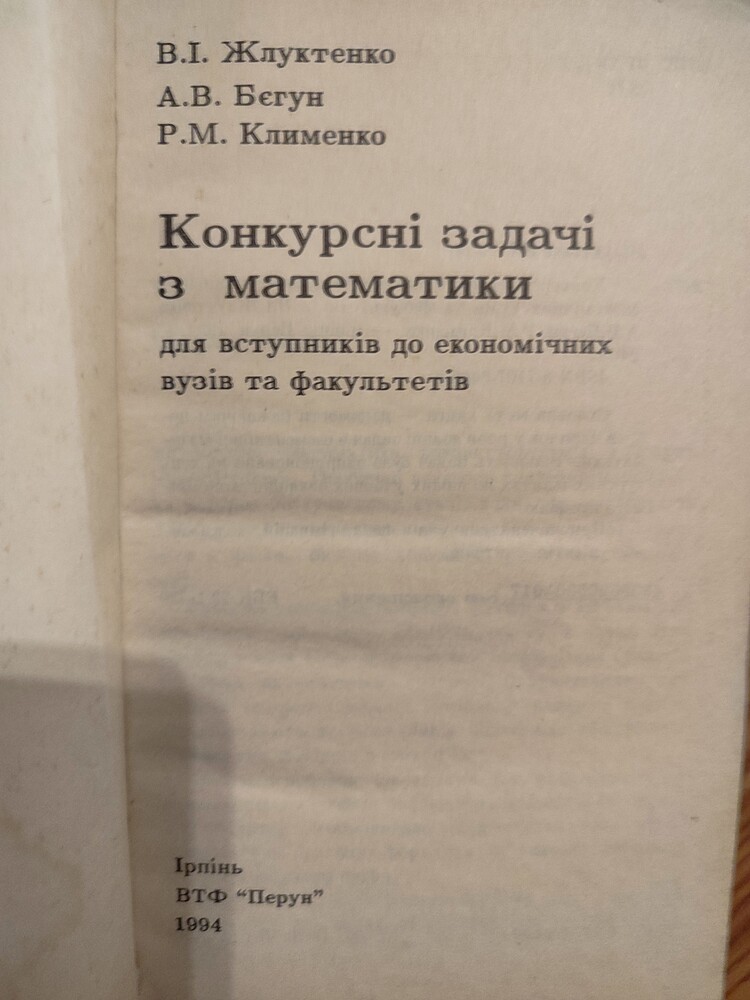 В.І. Жлуктенко
А.В. Бєгун
Р.М. Клименко
Конкурсні задачі
з математики
для вступників до економічних
вузів та факультетів
Ірпінь
ВТФ “Перун”
1994